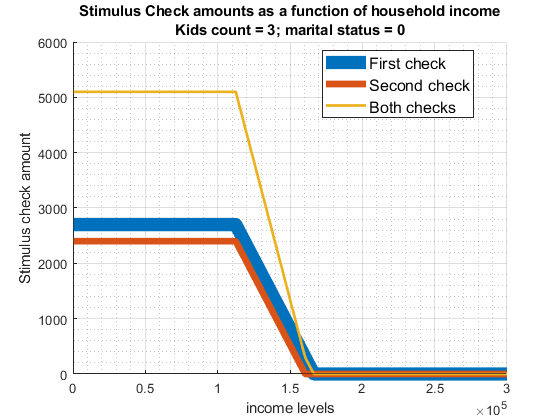 Stimulus Check amounts as a function of household income
Kids count = 3; marital status = 0
6000
5000
4000
3000
2000
1000
0
Stimulus check amount
First check
Second check
Both checks
0 0.5 1 1.5 2 2.5 3
×10^5
income levels